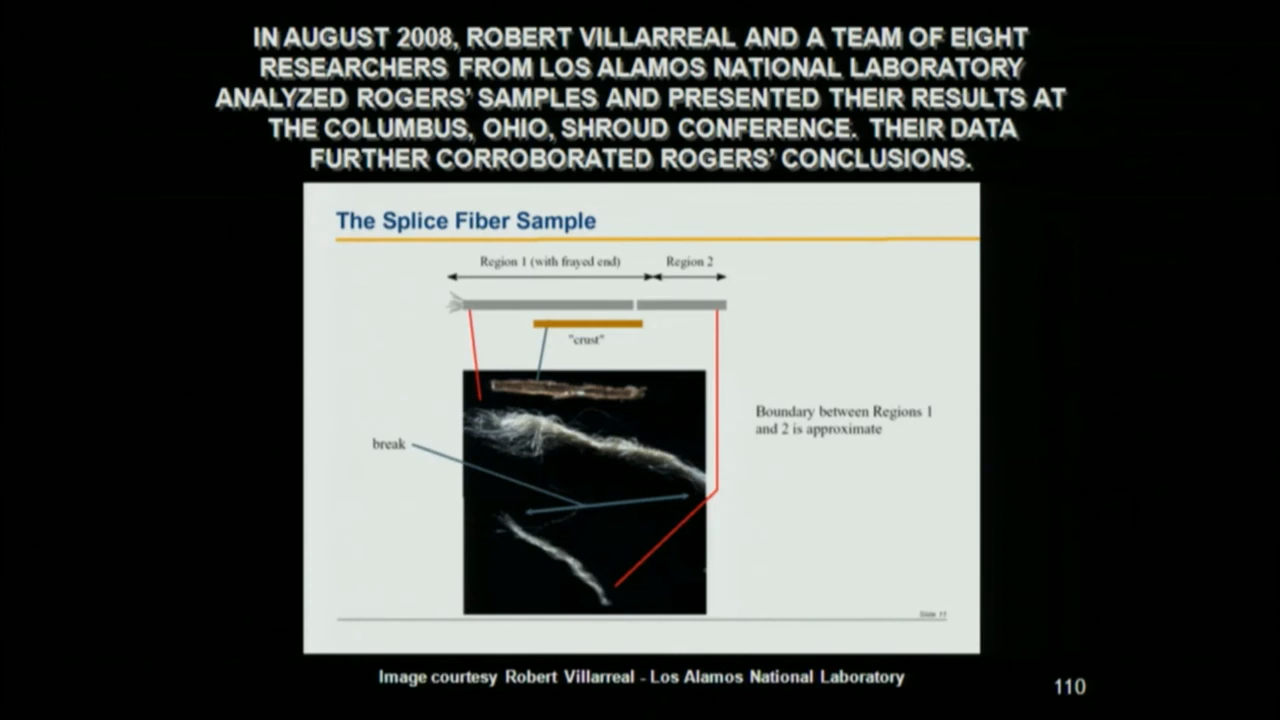 IN AUGUST 2008, ROBERT VILLARREAL AND A TEAM OF EIGHT
RESEARCHERS FROM LOS ALAMOS NATIONAL LABORATORY
ANALYZED ROGERS’ SAMPLES AND PRESENTED THEIR RESULTS AT
THE COLUMBUS, OHIO, SHROUD CONFERENCE. THEIR DATA
FURTHER CORROBORATED ROGERS’ CONCLUSIONS.
The Splice Fiber Sample
Region 1 (with frayed end) Region 2
"crust"
Boundary between Regions 1
and 2 is approximate
break
Slide 11
Image courtesy Robert Villarreal - Los Alamos National Laboratory
110